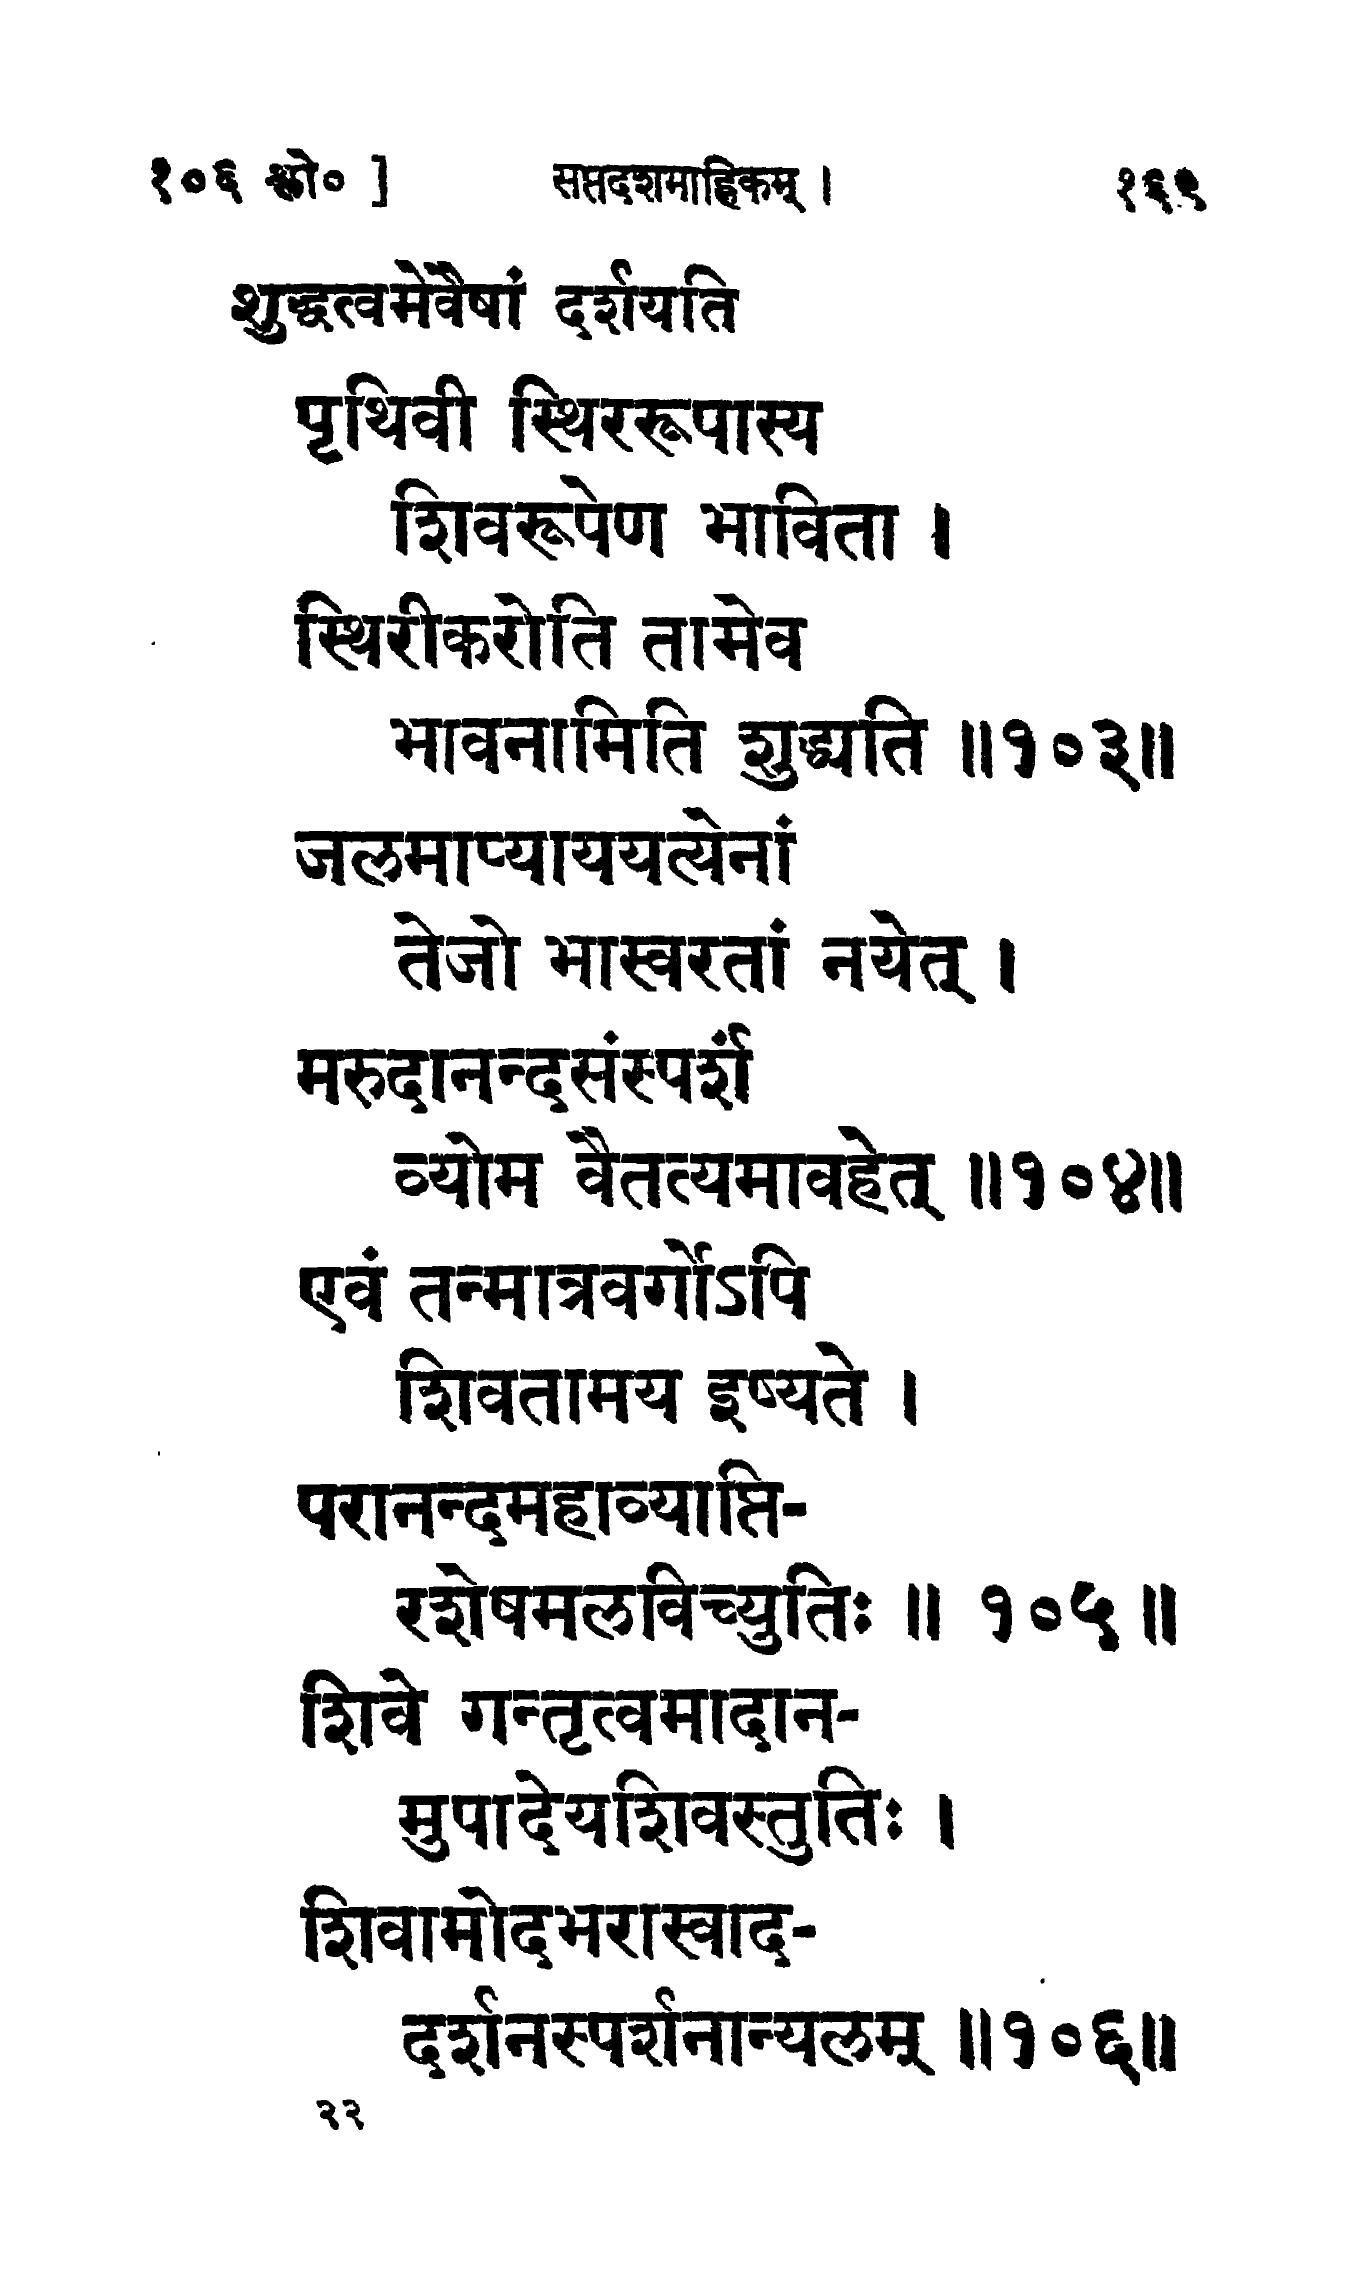 १०६ श्लो० ]
सप्तदशमाह्निकम् ।
१६९
शुद्धत्वमेवैषां दर्शयति
पृथिवी स्थिररूपास्य
शिवरूपेण भाविता ।
स्थिरीकरोति तामेव
भावनामिति शुद्ध्यति ॥१०३॥
जलमाप्याययत्येनां
तेजो भास्वरतां नयेत् ।
मरुदानन्दसंस्पर्शं
व्योम वैतत्यमावहेत् ॥१०४॥
एवं तन्मात्रवर्गोऽपि
शिवतामय इष्यते ।
परानन्दमहाव्याप्ति-
रशेषमलविच्युतिः ॥ १०५ ॥
शिवे गन्तृत्वमादान-
मुपादेयशिवस्तुतिः ।
शिवामोदभरास्वाद-
दर्शनस्पर्शनान्यलम् ॥१०६॥
२२